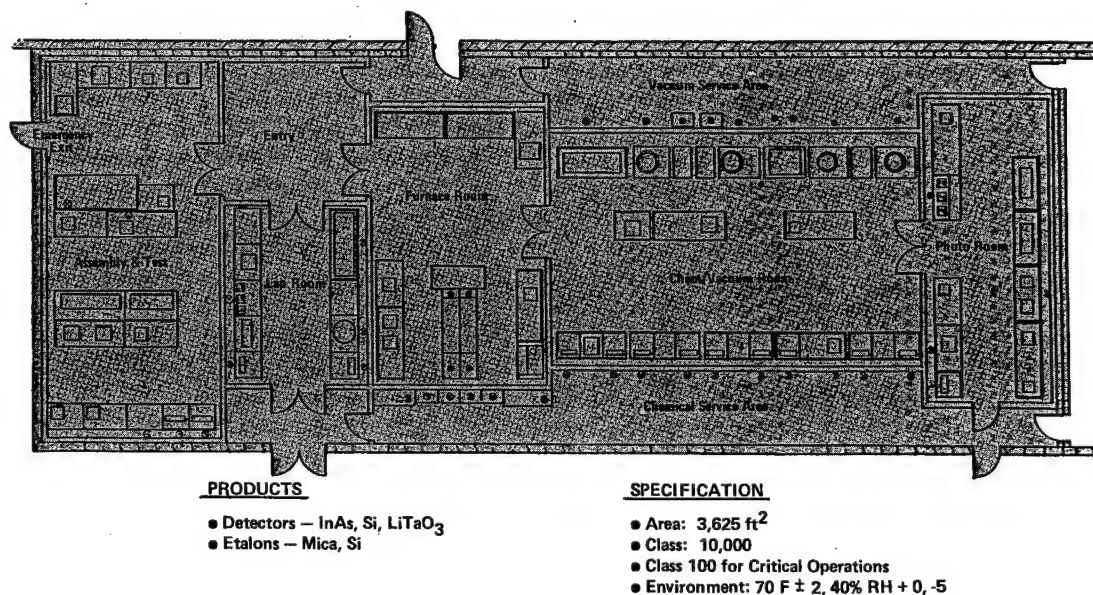 Vacuum Service Area
Emergency
Exit
Entry
Furnace Room
Assembly & Test
Lap Room
Chem/Vacuum Room
Photo Room
Chemical Service Area
PRODUCTS
• Detectors – InAs, Si, LiTaO3
• Etalons – Mica, Si
SPECIFICATION
• Area: 3,625 ft2
• Class: 10,000
• Class 100 for Critical Operations
• Environment: 70 F ± 2, 40% RH + 0, -5